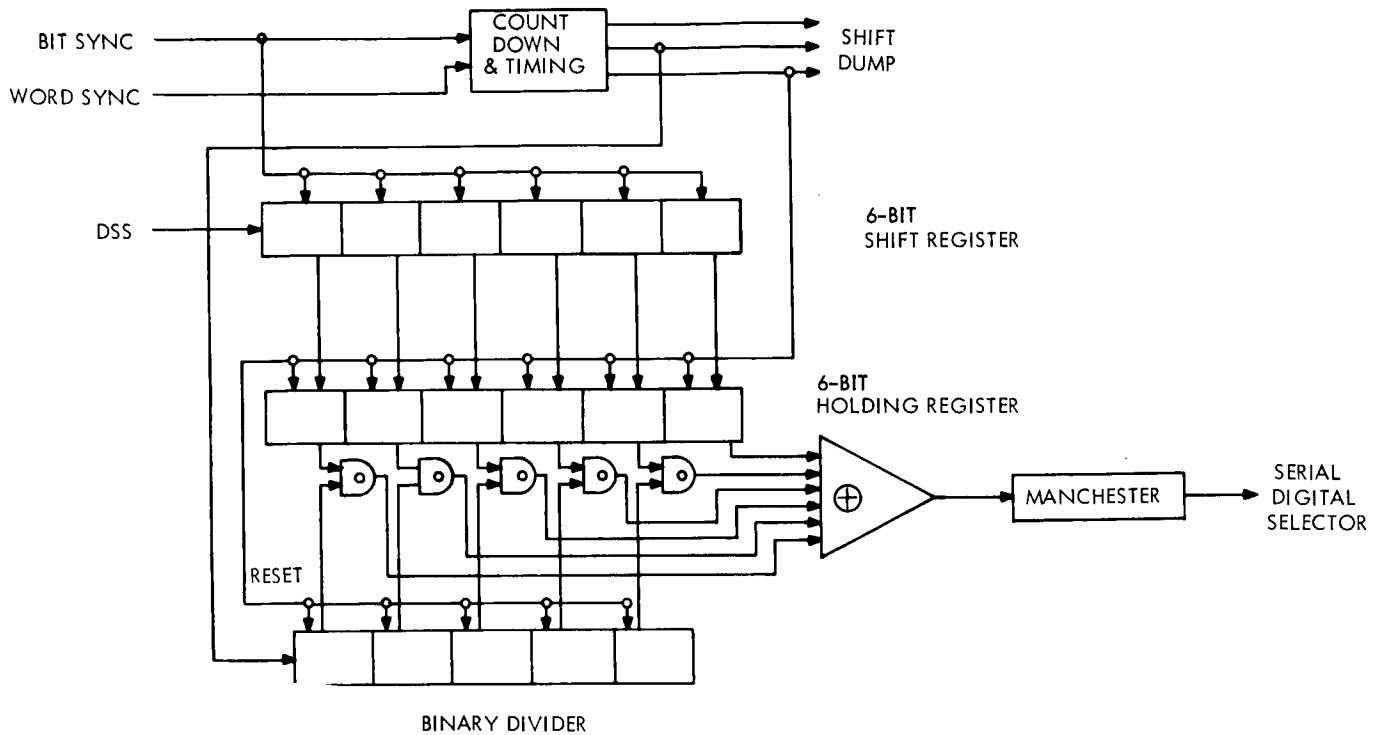 COUNT
DOWN
& TIMING
BIT SYNC
WORD SYNC
SHIFT
DUMP
DSS
6-BIT
SHIFT REGISTER
6-BIT
HOLDING REGISTER
MANCHESTER
SERIAL
DIGITAL
SELECTOR
RESET
BINARY DIVIDER